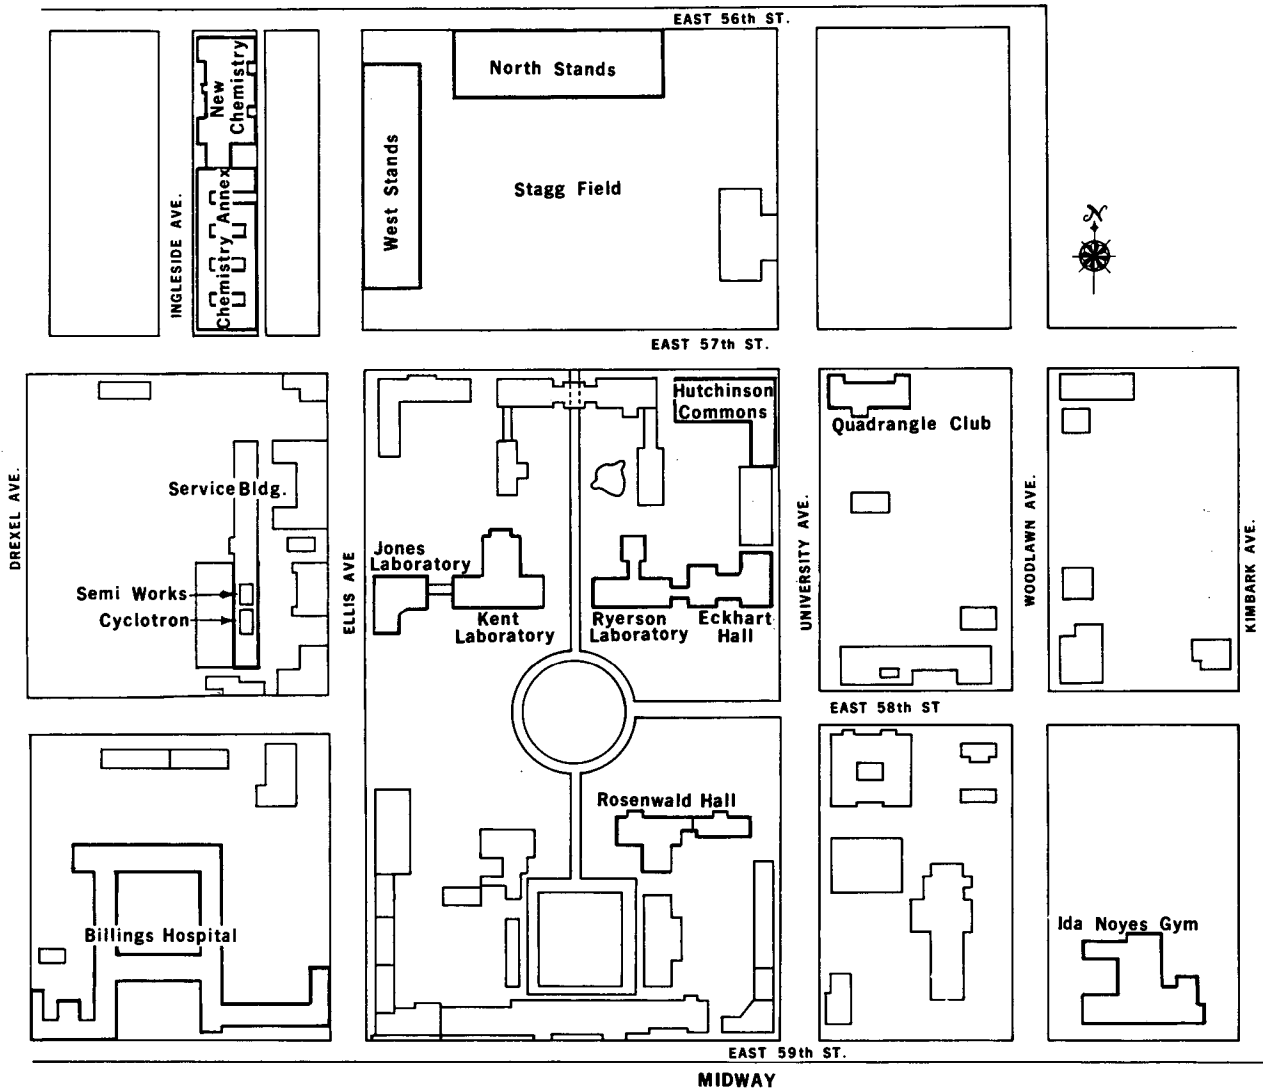 EAST 56th ST.
North Stands
New
Chemistry
West Stands
Stagg Field
Chemistry Annex
INGLESIDE AVE.
N
EAST 57th ST.
Hutchinson
Commons
Quadrangle Club
Service Bldg.
DREXEL AVE.
UNIVERSITY AVE.
WOODLAWN AVE.
KIMBARK AVE.
ELLIS AVE
Jones
Laboratory
Semi Works
Cyclotron
Kent
Laboratory
Ryerson
Laboratory
Eckhart
Hall
EAST 58th ST
Rosenwald Hall
Billings Hospital
Ida Noyes Gym
EAST 59th ST.
MIDWAY